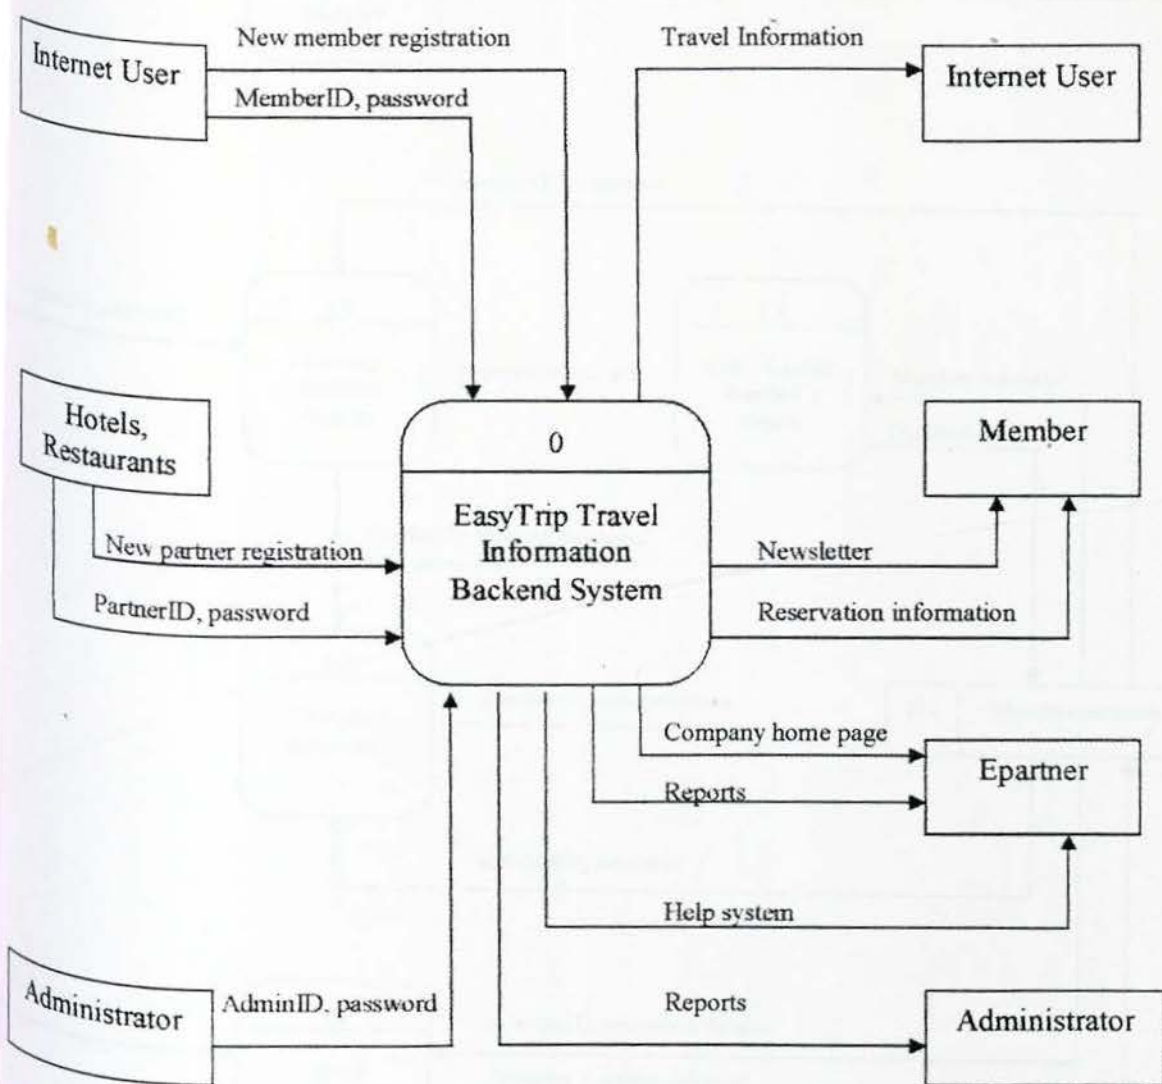 New member registration
Travel Information
Internet User
Internet User
MemberID, password
Hotels,
Restaurants
0
Member
EasyTrip Travel
Information
Backend System
New partner registration
Newsletter
PartnerID, password
Reservation information
Company home page
Epartner
Reports
Help system
Administrator
AdminID, password
Reports
Administrator